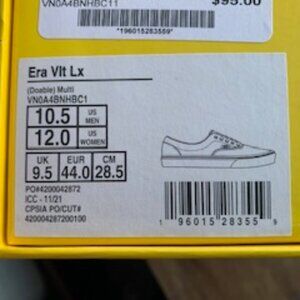 VN0A4BNHBC11
$95.00
*196015283559*
Era Vlt Lx
(Doable) Multi
VN0A4BNHBC1
10.5 US MEN
12.0 US WOMEN
UK EUR CM
9.5 44.0 28.5
PO#4200042872
ICC - 11/21
CPSIA PO/CUT#
420004287200100
1 96015 28355 9